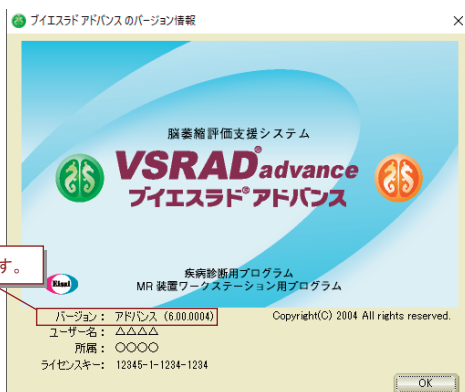 ブイエスラド アドバンス のバージョン情報
脳萎縮評価支援システム
VSRAD® advance
ブイエスラド® アドバンス
す。
Eisai
疾病診断用プログラム
MR 装置ワークステーション用プログラム
バージョン： アドバンス (6.00.0004)
Copyright(C) 2004 All rights reserved.
ユーザー名： △△△△
所属： ○○○○
ライセンスキー： 12345-1-1234-1234
OK